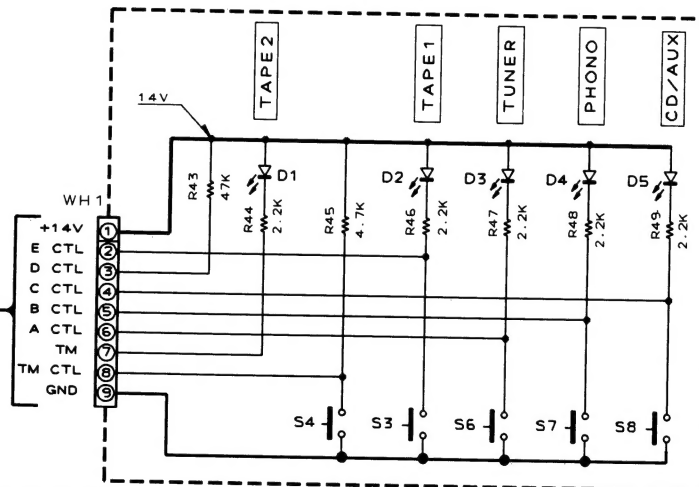 TAPE2
TAPE1
TUNER
PHONO
CD/AUX
14V
D1
D2
D3
D4
D5
R43
47K
R44
2.2K
R45
4.7K
R46
2.2K
R47
2.2K
R48
2.2K
R49
2.2K
WH1
+14V 1
E CTL 2
D CTL 3
C CTL 4
B CTL 5
A CTL 6
TM 7
TM CTL 8
GND 9
S4
S3
S6
S7
S8